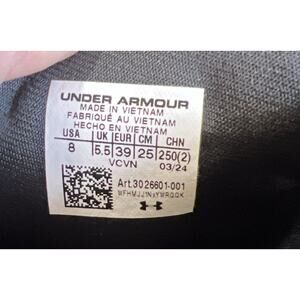 UNDER ARMOUR
MADE IN VIETNAM
FABRIQUÉ AU VIETNAM
HECHO EN VIETNAM
USA UK EUR CM CHN
8 5.5 39 25 250(2)
VCVN 03/24
Art.3026601-001